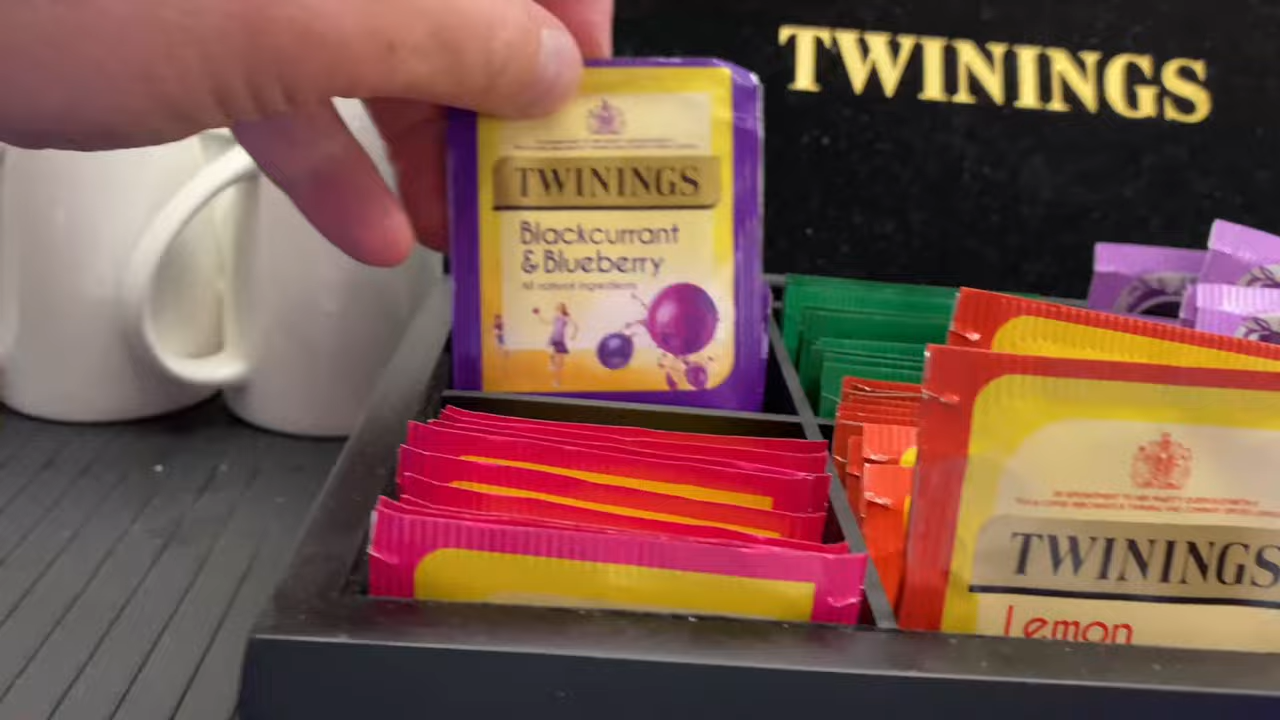 TWININGS
TWININGS
Blackcurrant
& Blueberry
All natural ingredients
TWININGS
Lemon